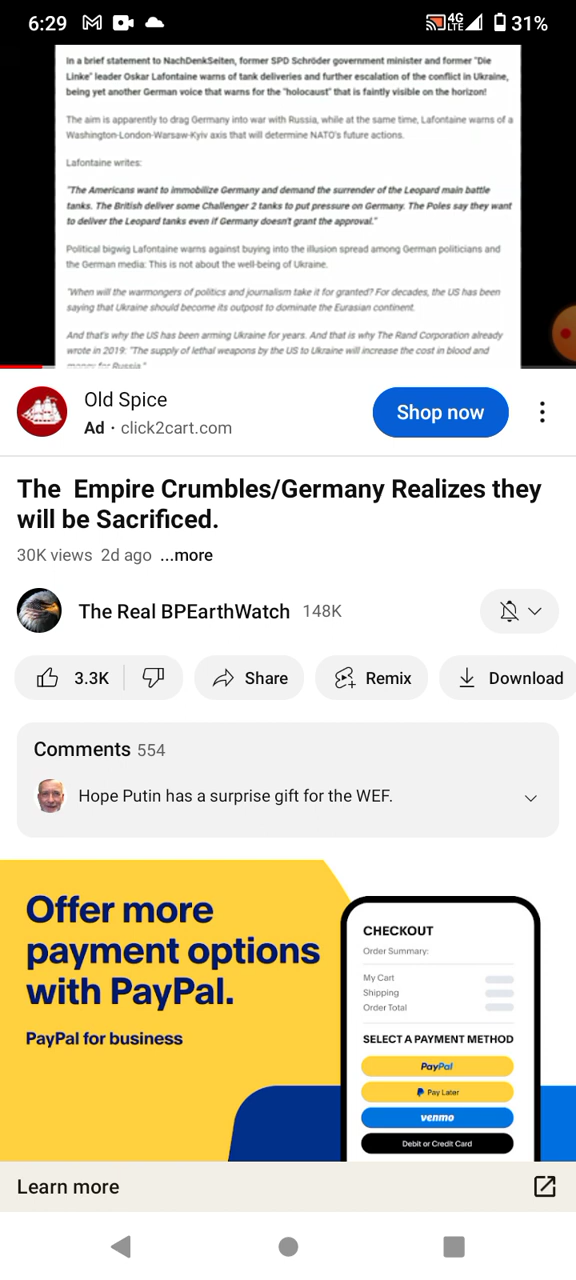 6:29
4G
LTE
31%
In a brief statement to NachDenkSeiten, former SPD Schröder government minister and former "Die
Linke" leader Oskar Lafontaine warns of tank deliveries and further escalation of the conflict in Ukraine,
being yet another German voice that warns for the "holocaust" that is faintly visible on the horizon!
The aim is apparently to drag Germany into war with Russia, while at the same time, Lafontaine warns of a
Washington-London-Warsaw-Kyiv axis that will determine NATO's future actions.
Lafontaine writes:
"The Americans want to immobilize Germany and demand the surrender of the Leopard main battle
tanks. The British deliver some Challenger 2 tanks to put pressure on Germany. The Poles say they want
to deliver the Leopard tanks even if Germany doesn't grant the approval."
Political bigwig Lafontaine warns against buying into the illusion spread among German politicians and
the German media: This is not about the well-being of Ukraine.
"When will the warmongers of politics and journalism take it for granted? For decades, the US has been
saying that Ukraine should become its outpost to dominate the Eurasian continent.
And that's why the US has been arming Ukraine for years. And that is why The Rand Corporation already
wrote in 2019: "The supply of lethal weapons by the US to Ukraine will increase the cost in blood and
money for Russia."
Old Spice
Ad · click2cart.com
Shop now
The  Empire Crumbles/Germany Realizes they
will be Sacrificed.
30K views 2d ago ...more
The Real BPEarthWatch 148K
3.3K
Share
Remix
Download
Comments 554
Hope Putin has a surprise gift for the WEF.
Offer more
payment options
with PayPal.
PayPal for business
CHECKOUT
Order Summary:
My Cart
Shipping
Order Total
SELECT A PAYMENT METHOD
PayPal
Pay Later
venmo
Debit or Credit Card
Learn more